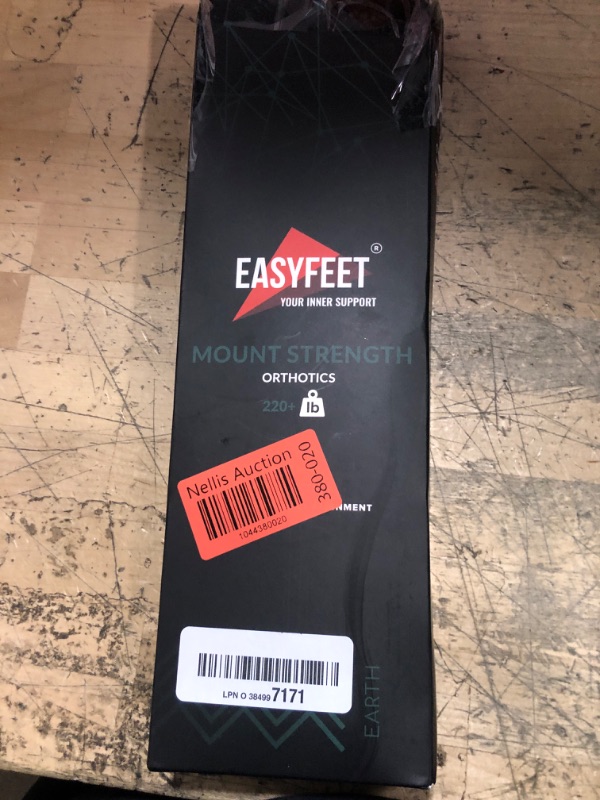 EASYFEET ®
YOUR INNER SUPPORT
MOUNT STRENGTH
ORTHOTICS
220+ lb
Nellis Auction
380-020
1044380020
NMENT
LPN O 38499 7171
EARTH